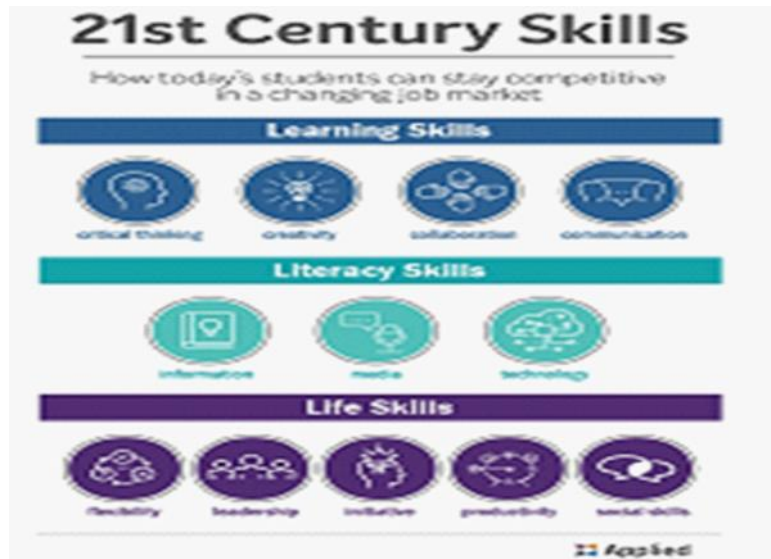 21st Century Skills
How today's students can stay competitive
in a changing job market
Learning Skills
critical thinking creativity collaboration communication
Literacy Skills
information media technology
Life Skills
flexibility leadership initiative productivity social skills
Applied